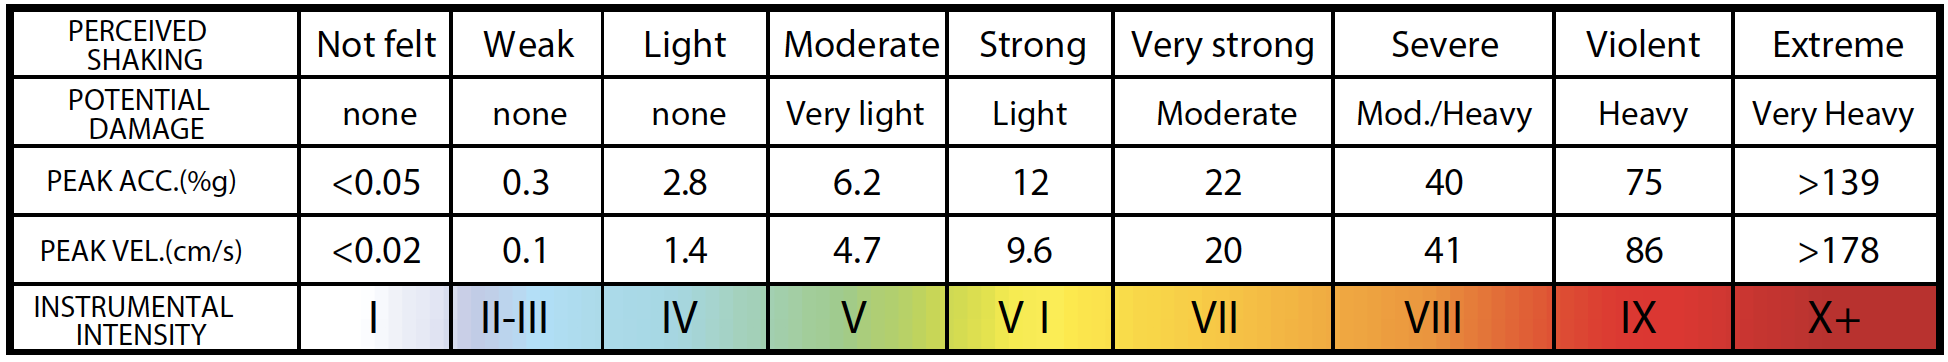 PERCEIVED SHAKING Not felt Weak Light Moderate Strong Very strong Severe Violent Extreme
POTENTIAL DAMAGE none none none Very light Light Moderate Mod./Heavy Heavy Very Heavy
PEAK ACC.(%g) <0.05 0.3 2.8 6.2 12 22 40 75 >139
PEAK VEL.(cm/s) <0.02 0.1 1.4 4.7 9.6 20 41 86 >178
INSTRUMENTAL INTENSITY I II-III IV V V I VII VIII IX X+